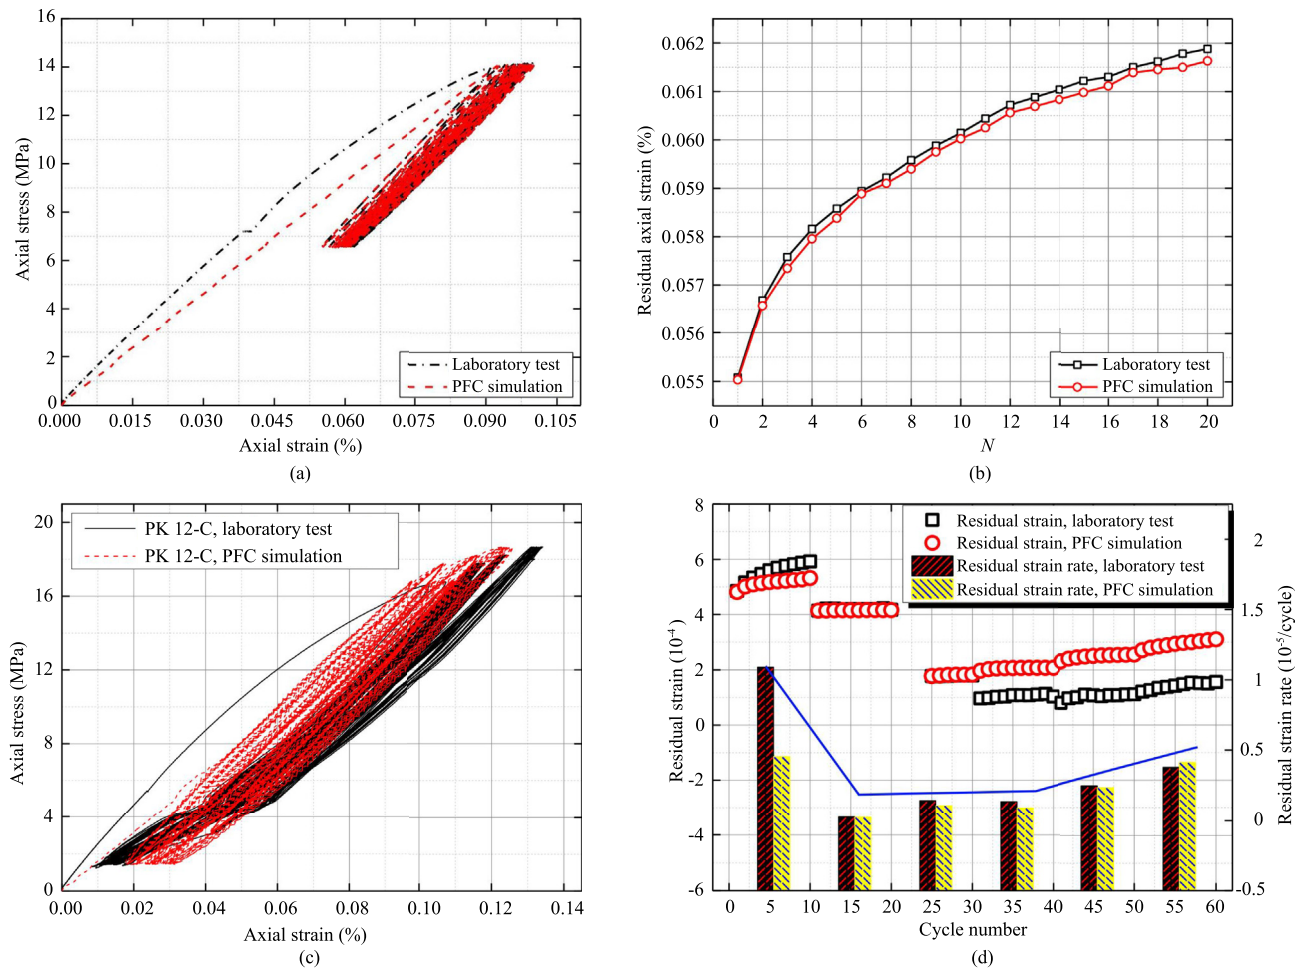 16
14
12
10
8
6
4
2
0
Axial stress (MPa)
Laboratory test
PFC simulation
0.000
0.015
0.030
0.045
0.060
0.075
0.090
0.105
Axial strain (%)
(a)
0.062
0.061
0.060
0.059
0.058
0.057
0.056
0.055
Residual axial strain (%)
Laboratory test
PFC simulation
0 2 4 6 8 10 12 14 16 18 20
N
(b)
20
16
12
8
4
0
Axial stress (MPa)
PK 12-C, laboratory test
PK 12-C, PFC simulation
0.00 0.02 0.04 0.06 0.08 0.10 0.12 0.14
Axial strain (%)
(c)
8
6
4
2
0
-2
-4
-6
Residual strain (10⁻⁴)
Residual strain, laboratory test
Residual strain, PFC simulation
Residual strain rate, laboratory test
Residual strain rate, PFC simulation
2
1.5
1
0.5
0
-0.5
Residual strain rate (10⁻⁵/cycle)
0 5 10 15 20 25 30 35 40 45 50 55 60
Cycle number
(d)